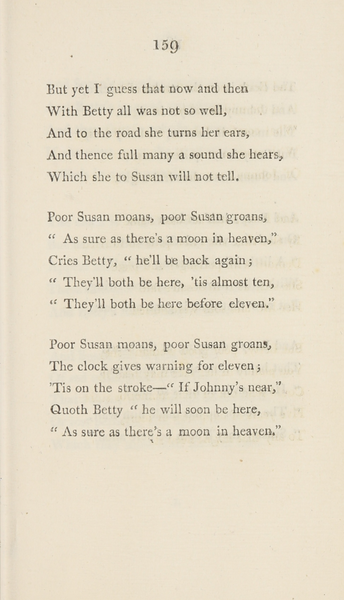 159
But yet I guess that now and then
With Betty all was not so well,
And to the road she turns her ears,
And thence full many a sound she hears,
Which she to Susan will not tell.
Poor Susan moans, poor Susan groans,
“ As sure as there's a moon in heaven,”
Cries Betty, “ he'll be back again;
“ They'll both be here, 'tis almost ten,
“ They'll both be here before eleven.”
Poor Susan moans, poor Susan groans,
The clock gives warning for eleven;
'Tis on the stroke—“ If Johnny's near,”
Quoth Betty “ he will soon be here,
“ As sure as there's a moon in heaven.”